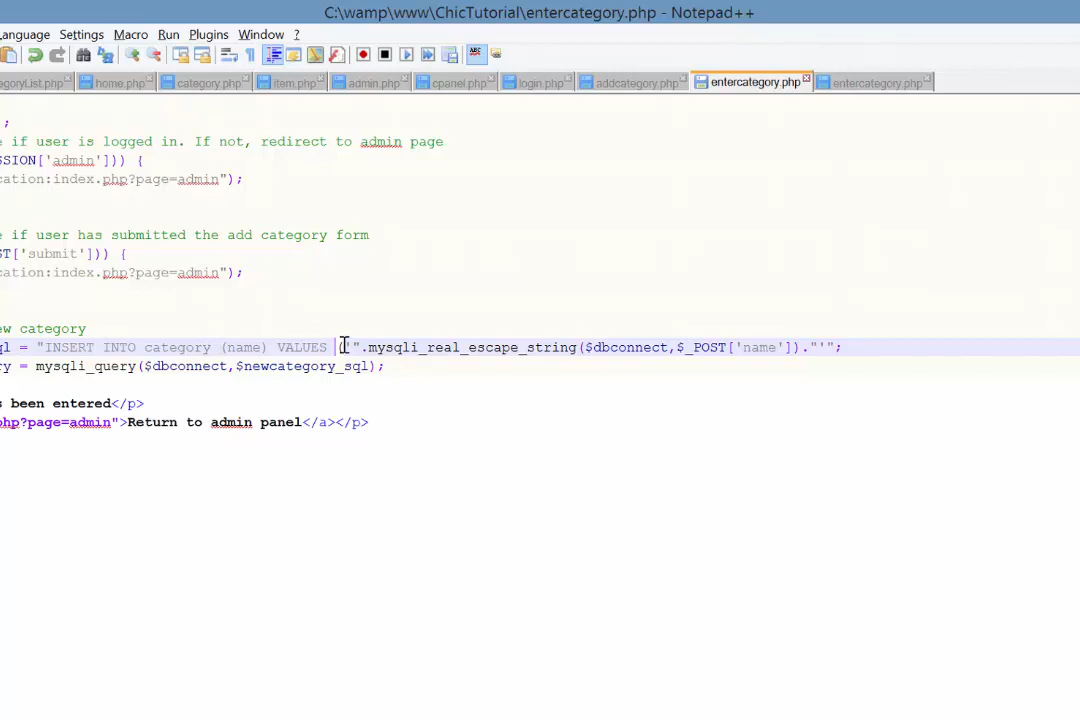 C:\wamp\www\ChicTutorial\entercategory.php - Notepad++
anguage Settings Macro Run Plugins Window ?
goryList.php home.php category.php item.php admin.php cpanel.php login.php addcategory.php entercategory.php entercategory.php
;
e if user is logged in. If not, redirect to admin page
SSION['admin'])) {
cation:index.php?page=admin");
e if user has submitted the add category form
ST['submit'])) {
cation:index.php?page=admin");
ew category
ql = "INSERT INTO category (name) VALUES ('".mysqli_real_escape_string($dbconnect,$_POST['name'])."'";
ry = mysqli_query($dbconnect,$newcategory_sql);
s been entered</p>
php?page=admin">Return to admin panel</a></p>